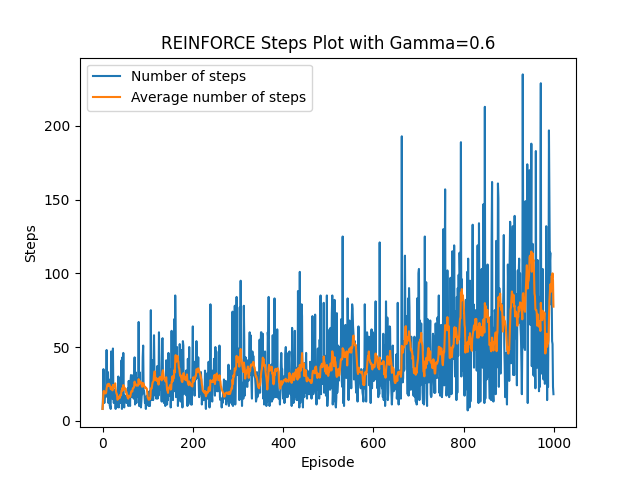 REINFORCE Steps Plot with Gamma=0.6
Number of steps
Average number of steps
200
150
100
50
0
Steps
0 200 400 600 800 1000
Episode